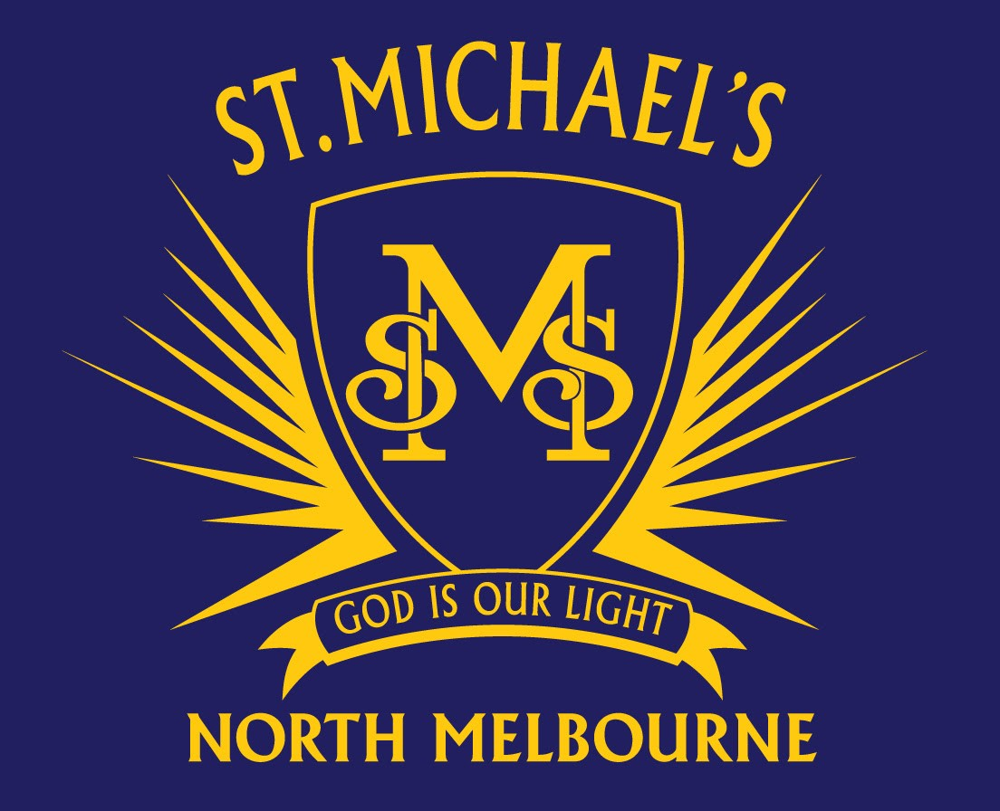 ST. MICHAEL'S
SMS
GOD IS OUR LIGHT
NORTH MELBOURNE